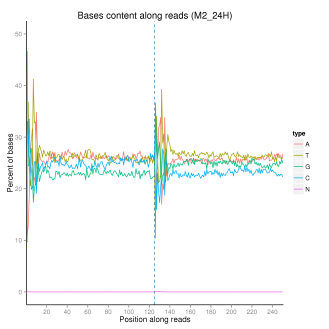 Bases content along reads (M2_24H)
50
40
30
20
10
0
Percent of bases
20 40 60 80 100 120 140 160 180 200 220 240
Position along reads
type
A
T
G
C
N